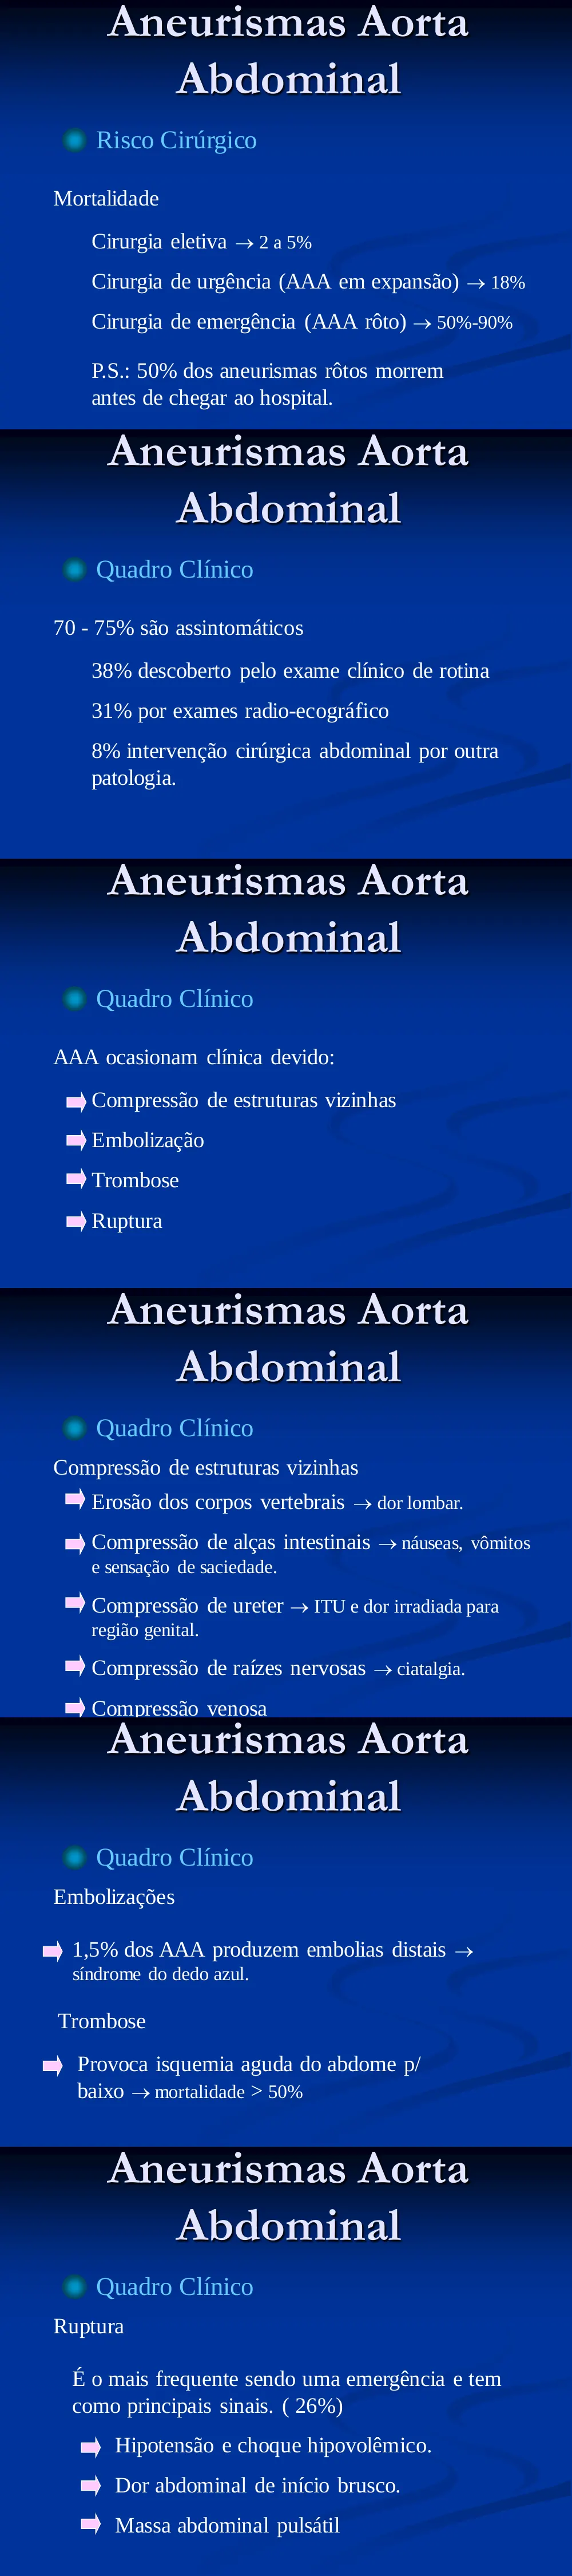 Aneurismas Aorta
Abdominal
Risco Cirúrgico
Mortalidade
Cirurgia eletiva → 2 a 5%
Cirurgia de urgência (AAA em expansão) → 18%
Cirurgia de emergência (AAA rôto) → 50%-90%
P.S.: 50% dos aneurismas rôtos morrem
antes de chegar ao hospital.
Aneurismas Aorta
Abdominal
Quadro Clínico
70 - 75% são assintomáticos
38% descoberto pelo exame clínico de rotina
31% por exames radio-ecográfico
8% intervenção cirúrgica abdominal por outra
patologia.
Aneurismas Aorta
Abdominal
Quadro Clínico
AAA ocasionam clínica devido:
Compressão de estruturas vizinhas
Embolização
Trombose
Ruptura
Aneurismas Aorta
Abdominal
Quadro Clínico
Compressão de estruturas vizinhas
Erosão dos corpos vertebrais → dor lombar.
Compressão de alças intestinais → náuseas, vômitos
e sensação de saciedade.
Compressão de ureter → ITU e dor irradiada para
região genital.
Compressão de raízes nervosas → ciatalgia.
Compressão venosa
Aneurismas Aorta
Abdominal
Quadro Clínico
Embolizações
1,5% dos AAA produzem embolias distais →
síndrome do dedo azul.
Trombose
Provoca isquemia aguda do abdome p/
baixo → mortalidade > 50%
Aneurismas Aorta
Abdominal
Quadro Clínico
Ruptura
É o mais frequente sendo uma emergência e tem
como principais sinais. ( 26%)
Hipotensão e choque hipovolêmico.
Dor abdominal de início brusco.
Massa abdominal pulsátil